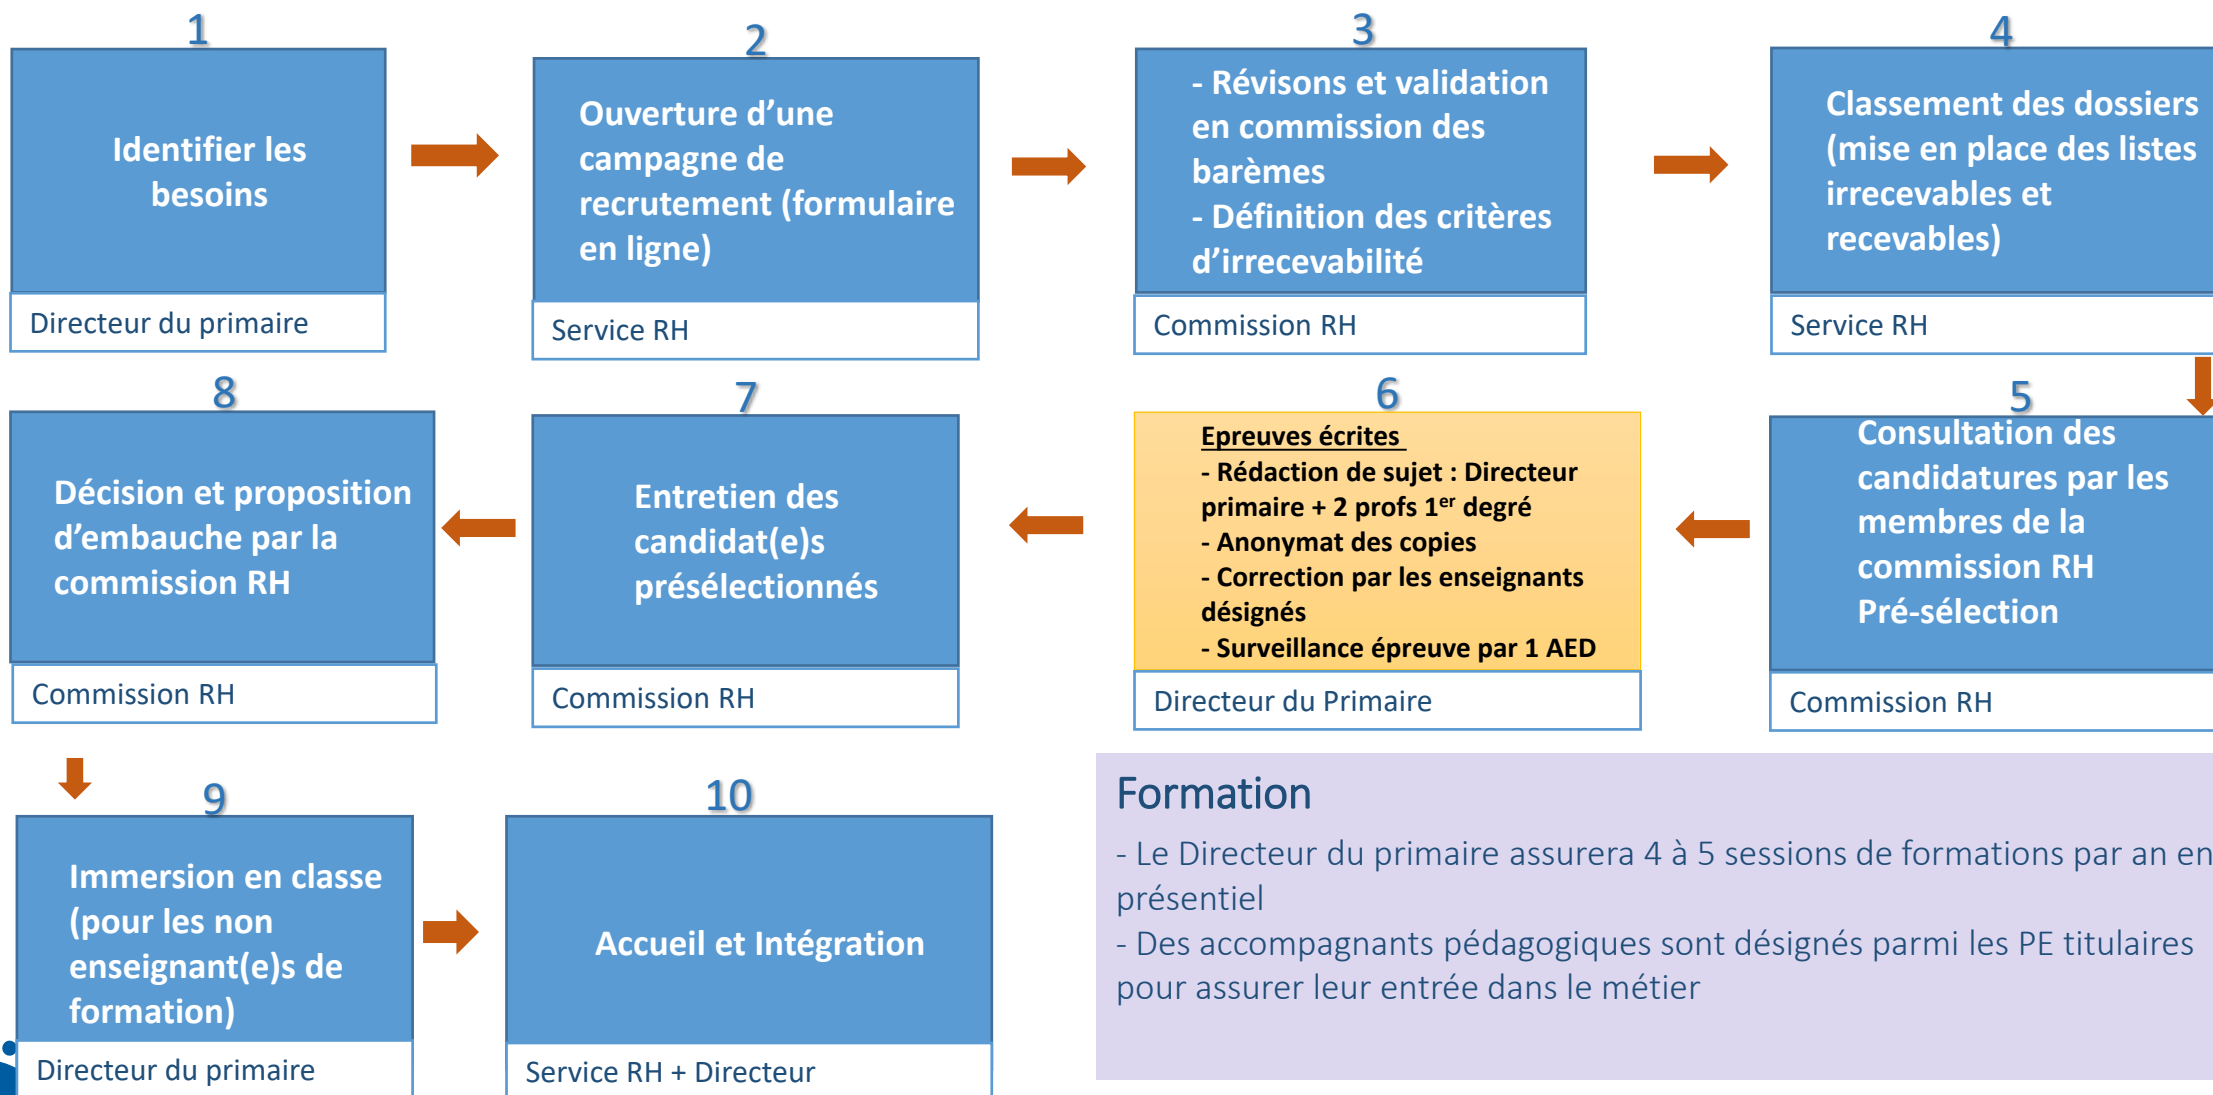 1
Identifier les
besoins
Directeur du primaire
2
Ouverture d’une
campagne de
recrutement (formulaire
en ligne)
Service RH
3
- Révisons et validation
en commission des
barèmes
- Définition des critères
d’irrecevabilité
Commission RH
4
Classement des dossiers
(mise en place des listes
irrecevables et
recevables)
Service RH
5
Consultation des
candidatures par les
membres de la
commission RH
Pré-sélection
Commission RH
6
Epreuves écrites
- Rédaction de sujet : Directeur
primaire + 2 profs 1er degré
- Anonymat des copies
- Correction par les enseignants
désignés
- Surveillance épreuve par 1 AED
Directeur du Primaire
7
Entretien des
candidat(e)s
présélectionnés
Commission RH
8
Décision et proposition
d’embauche par la
commission RH
Commission RH
9
Immersion en classe
(pour les non
enseignant(e)s de
formation)
Directeur du primaire
10
Accueil et Intégration
Service RH + Directeur
Formation
- Le Directeur du primaire assurera 4 à 5 sessions de formations par an en
présentiel
- Des accompagnants pédagogiques sont désignés parmi les PE titulaires
pour assurer leur entrée dans le métier